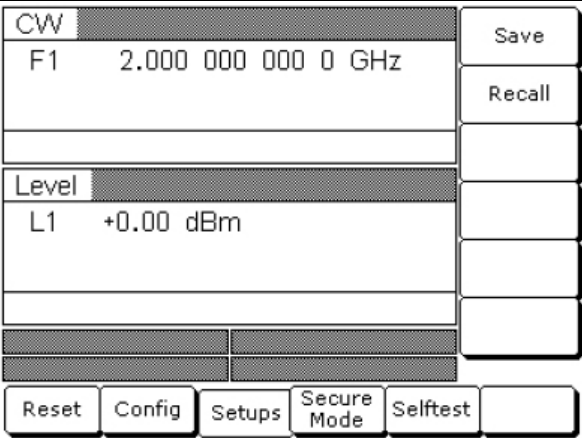 CW
F1 2.000 000 000 0 GHz
Level
L1 +0.00 dBm
Save
Recall
Reset
Config
Setups
Secure
Mode
Selftest